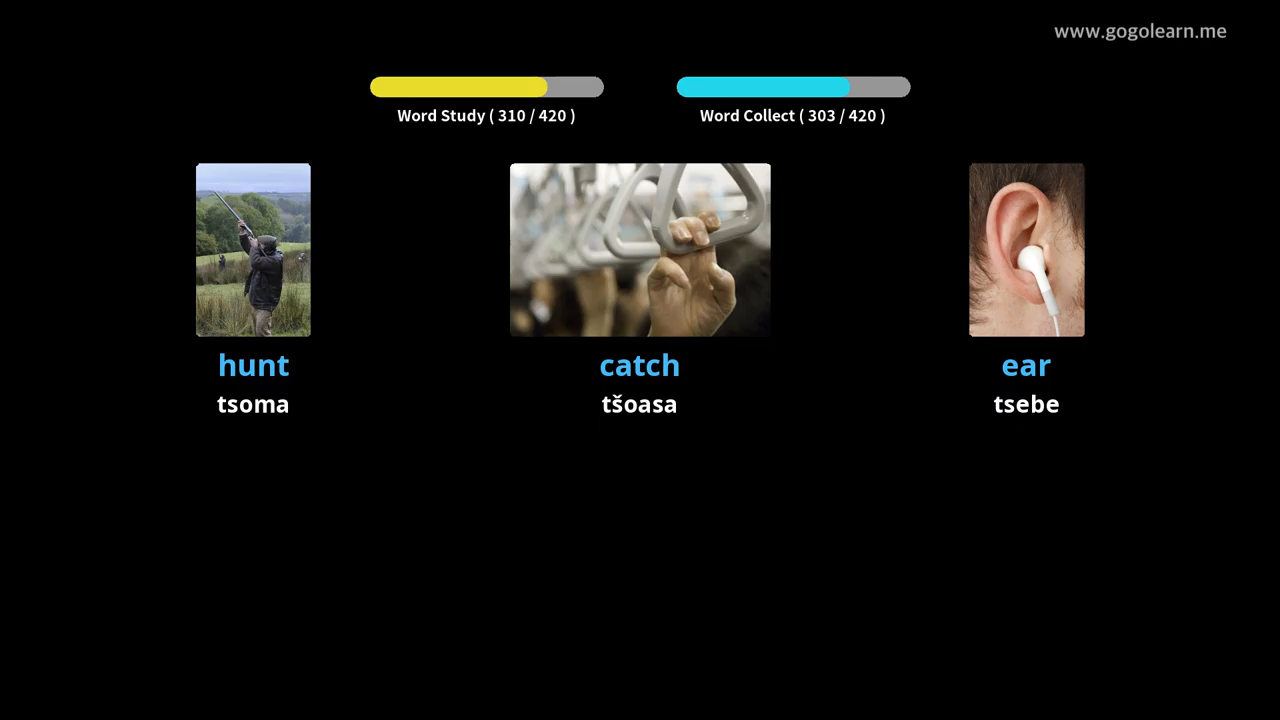 www.gogolearn.me
Word Study ( 310 / 420 )
Word Collect ( 303 / 420 )
hunt
catch
ear
tsoma
tšoasa
tsebe